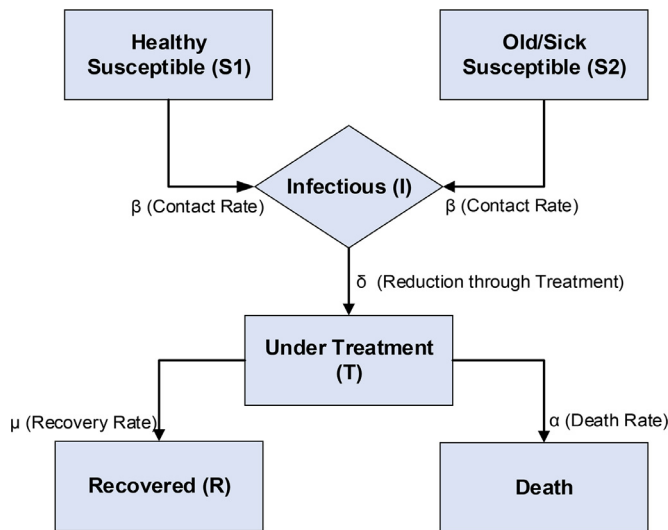 Healthy
Susceptible (S1)
Old/Sick
Susceptible (S2)
Infectious (I)
β (Contact Rate)
β (Contact Rate)
δ (Reduction through Treatment)
Under Treatment
(T)
μ (Recovery Rate)
α (Death Rate)
Recovered (R)
Death